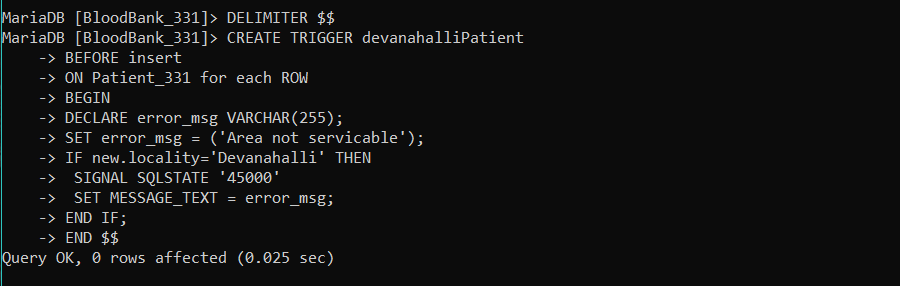 MariaDB [BloodBank_331]> DELIMITER $$
MariaDB [BloodBank_331]> CREATE TRIGGER devanahalliPatient
    -> BEFORE insert
    -> ON Patient_331 for each ROW
    -> BEGIN
    -> DECLARE error_msg VARCHAR(255);
    -> SET error_msg = ('Area not servicable');
    -> IF new.locality='Devanahalli' THEN
    ->  SIGNAL SQLSTATE '45000'
    ->  SET MESSAGE_TEXT = error_msg;
    -> END IF;
    -> END $$
Query OK, 0 rows affected (0.025 sec)